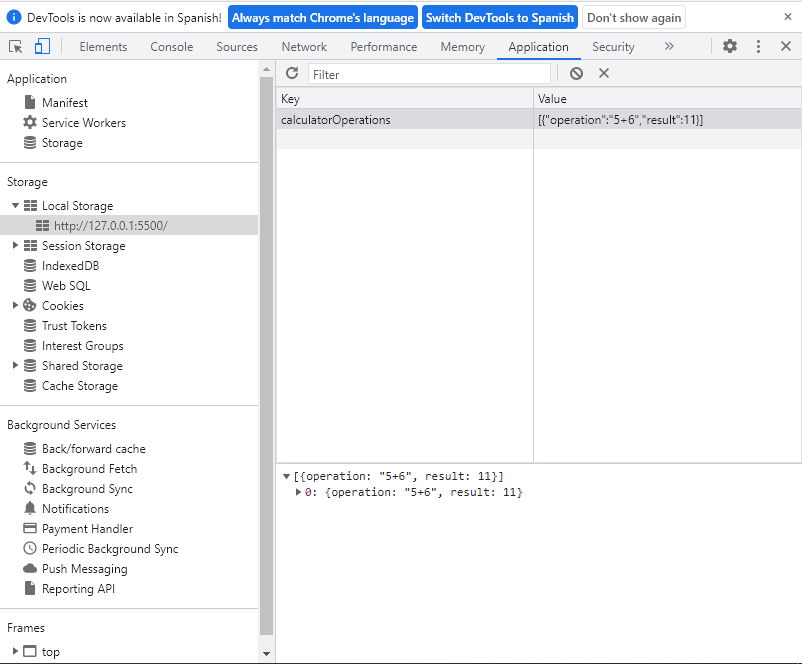 DevTools is now available in Spanish! Always match Chrome's language Switch DevTools to Spanish Don't show again
Elements Console Sources Network Performance Memory Application Security
Application
Manifest
Service Workers
Storage
Storage
Local Storage
http://127.0.0.1:5500/
Session Storage
IndexedDB
Web SQL
Cookies
Trust Tokens
Interest Groups
Shared Storage
Cache Storage
Background Services
Back/forward cache
Background Fetch
Background Sync
Notifications
Payment Handler
Periodic Background Sync
Push Messaging
Reporting API
Frames
top
Filter
Key Value
calculatorOperations [{"operation":"5+6","result":11}]
[{operation: "5+6", result: 11}]
0: {operation: "5+6", result: 11}